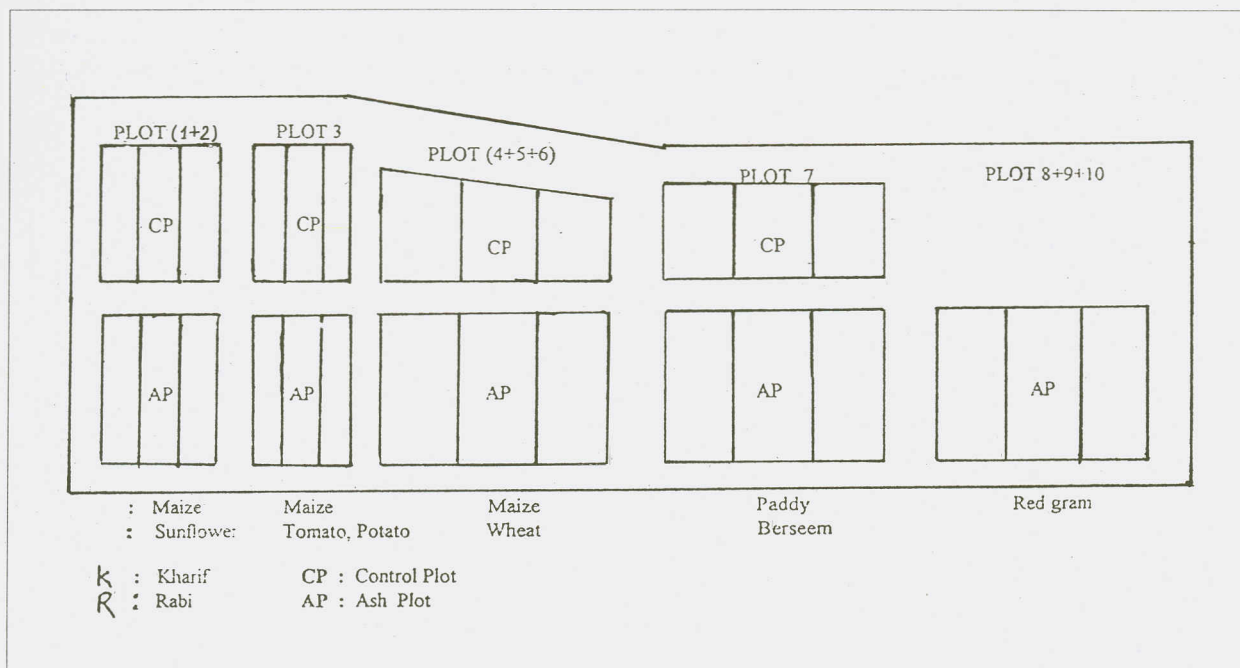 PLOT (1+2) PLOT 3
PLOT (4+5+6)
PLOT 7 PLOT 8+9+10
CP CP CP CP
AP AP AP AP AP
: Maize Maize Maize Paddy Red gram
: Sunflower Tomato, Potato Wheat Berseem
K : Kharif CP : Control Plot
R : Rabi AP : Ash Plot